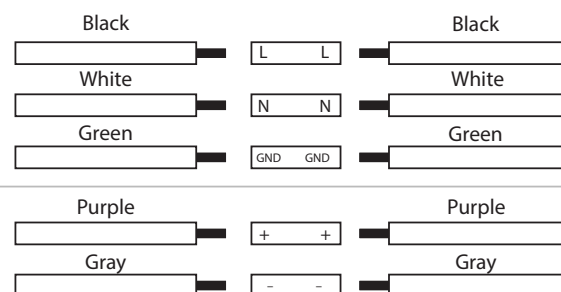 Black Black
L L
White White
N N
Green Green
GND GND
Purple Purple
+ +
Gray Gray
- -